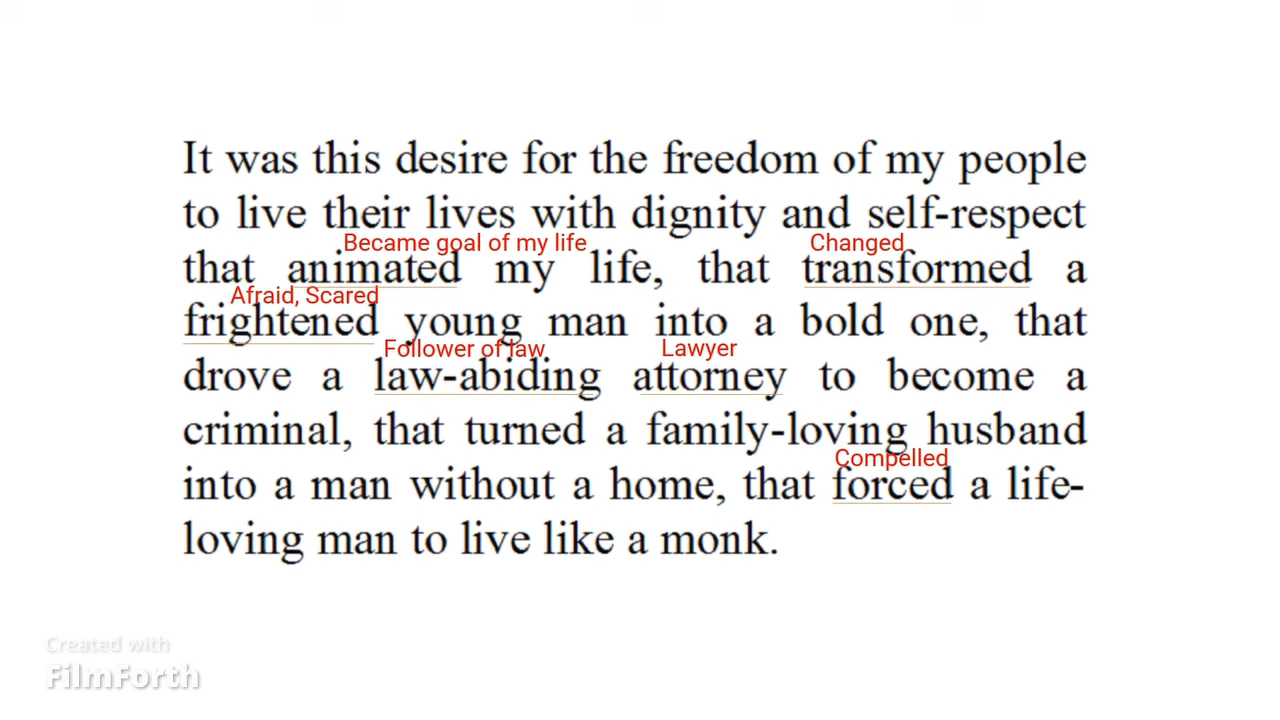 It was this desire for the freedom of my people
to live their lives with dignity and self-respect
Became goal of my life Changed
that animated my life, that transformed a
Afraid, Scared
frightened young man into a bold one, that
Follower of law Lawyer
drove a law-abiding attorney to become a
criminal, that turned a family-loving husband
Compelled
into a man without a home, that forced a life-
loving man to live like a monk.
Created with
FilmForth